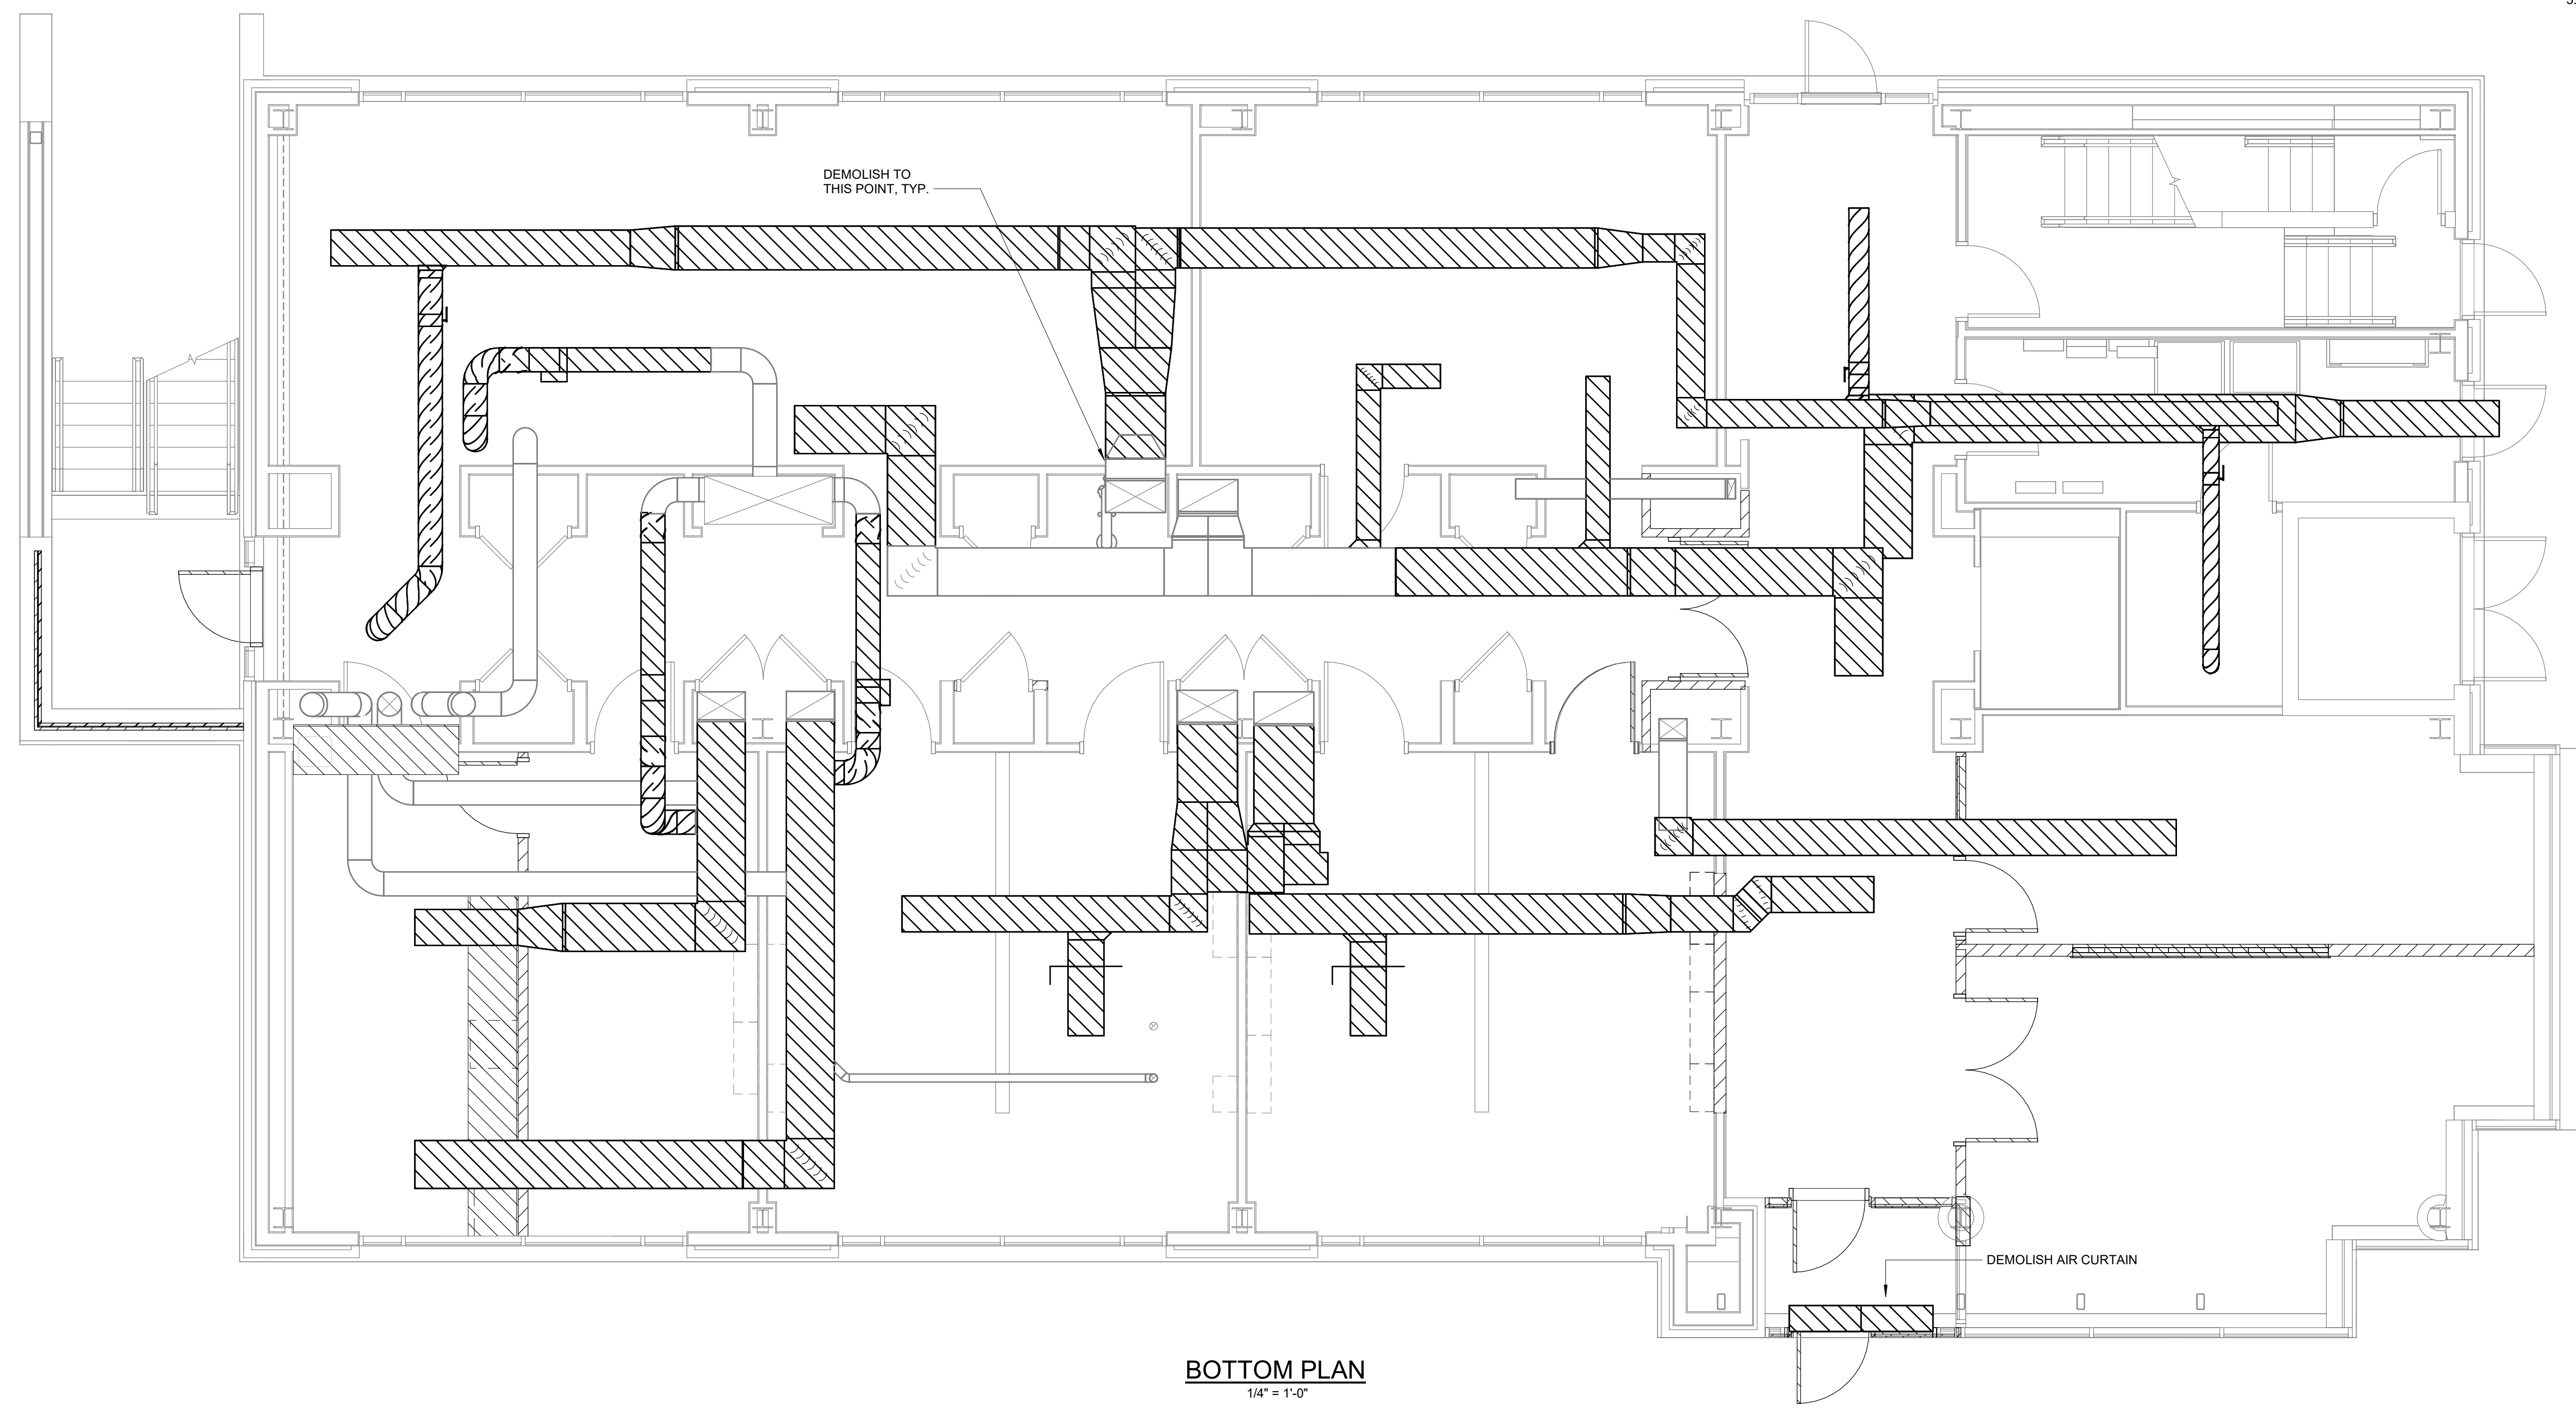 DEMOLISH TO
THIS POINT, TYP.
DEMOLISH AIR CURTAIN
BOTTOM PLAN
1/4" = 1'-0"